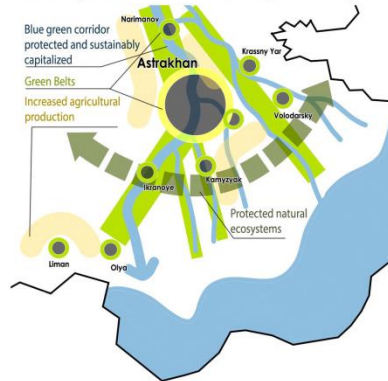 Narimanov
Blue green corridor
protected and sustainably
capitalized
Astrakhan
Krassny Yar
Green Belts
Increased agricultural
production
Volodarsky
Ikranoye
Kamyzyak
Protected natural
ecosystems
Liman
Olya